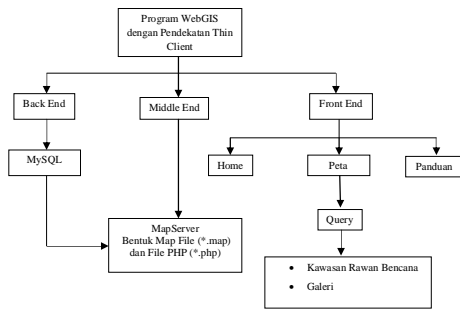 Program WebGIS
dengan Pendekatan Thin
Client
Back End
Middle End
Front End
MySQL
Home
Peta
Panduan
Query
MapServer
Bentuk Map File (*.map)
dan File PHP (*.php)
• Kawasan Rawan Bencana
• Galeri